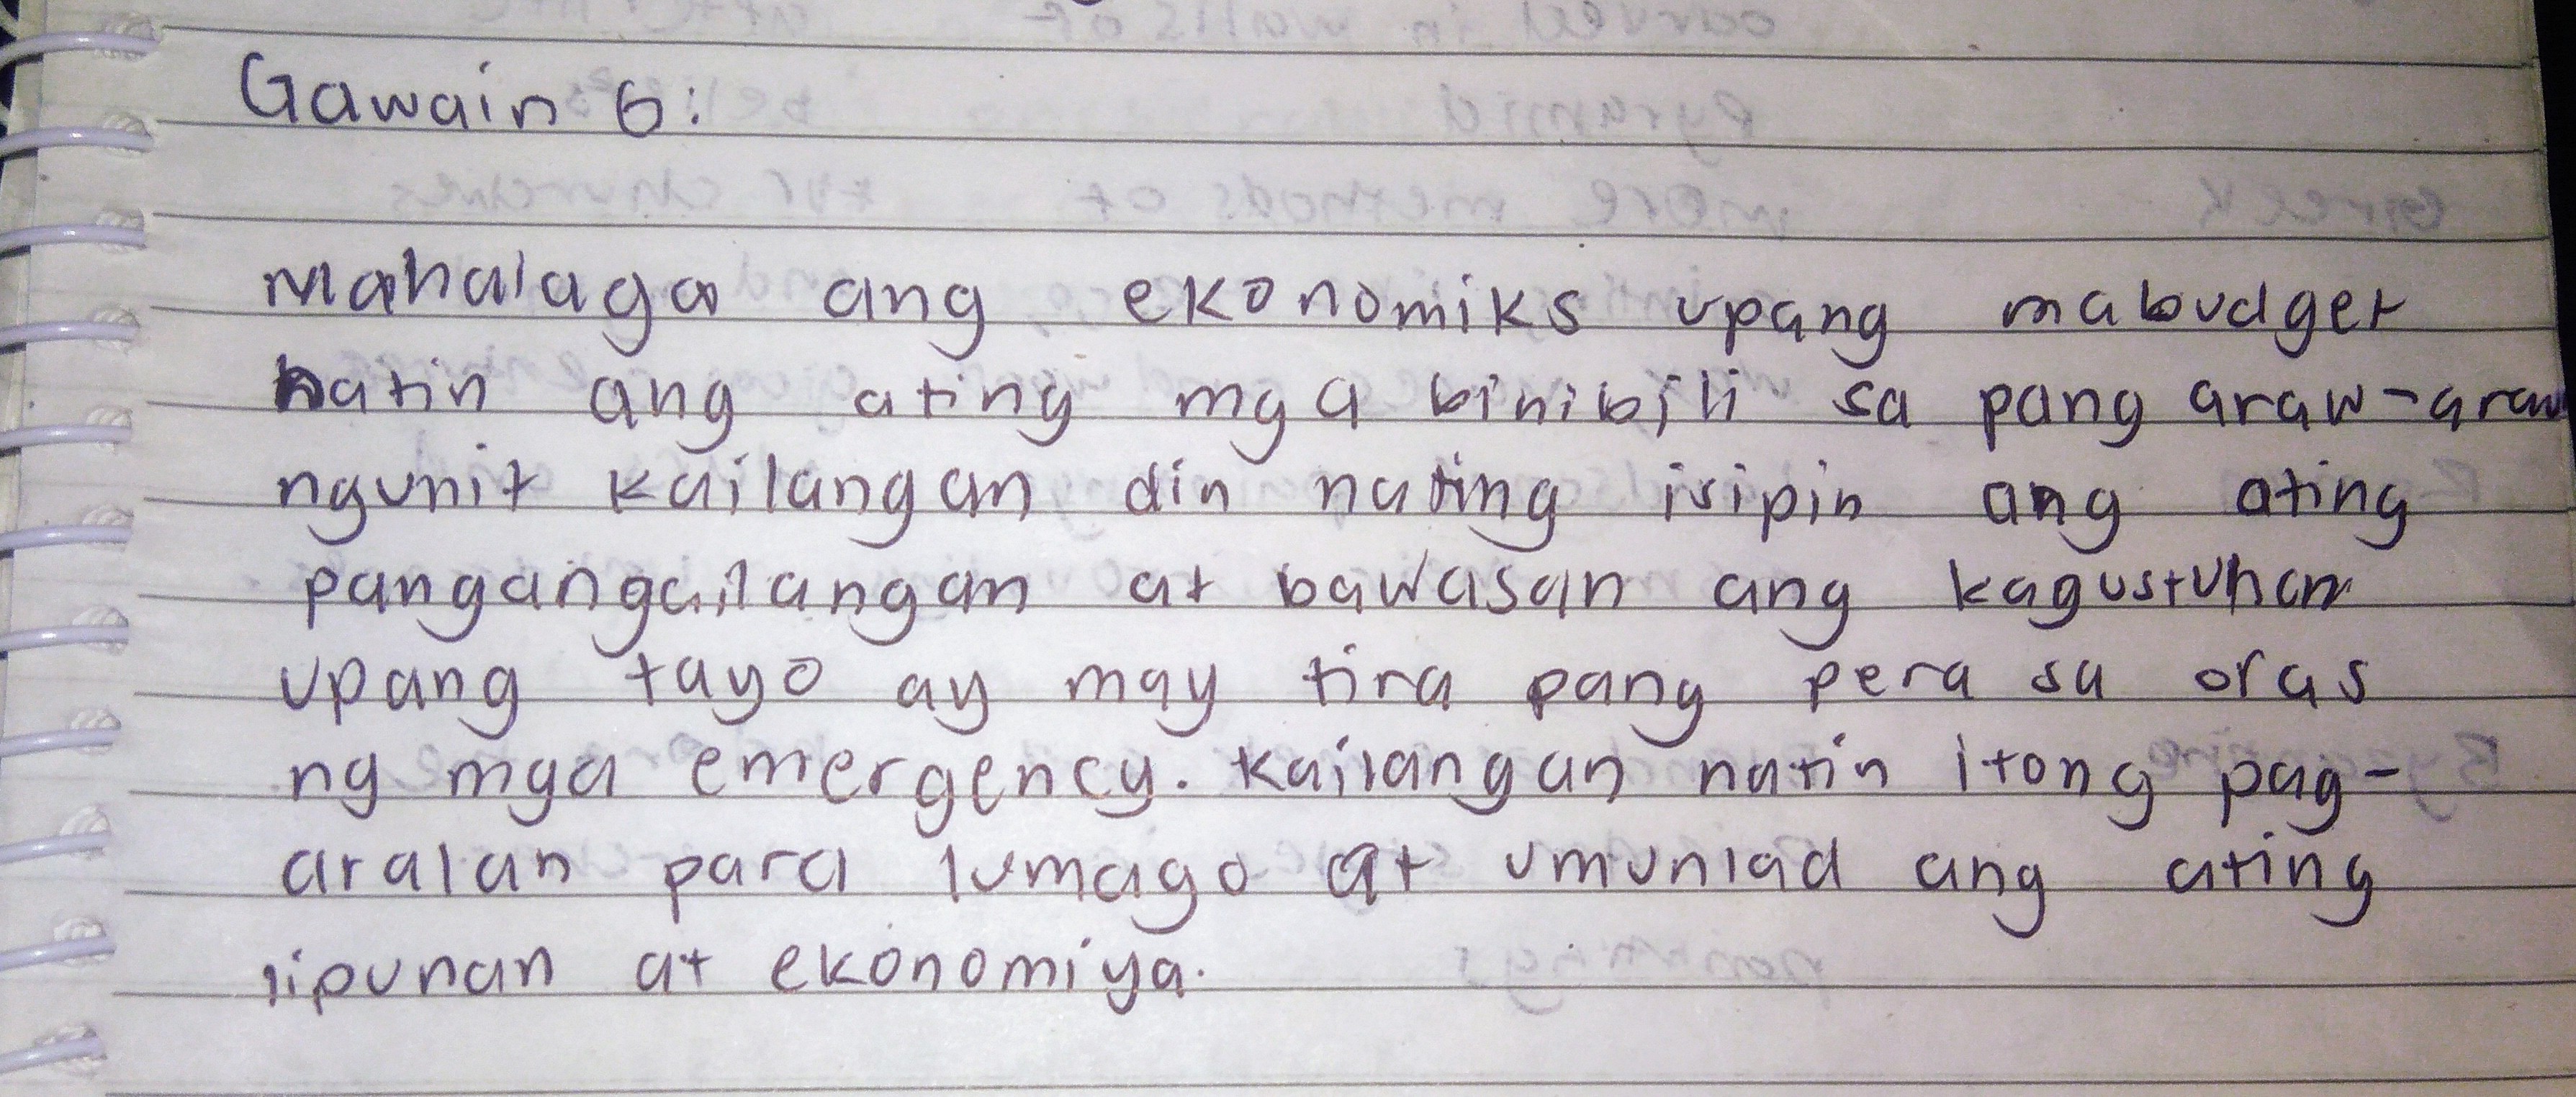 Gawain 6:
Mahalaga ang ekonomiks upang mabudget
natin ang ating mga binibili sa pang araw-araw
ngunit kailangan din nating isipin ang ating
pangangailangan at bawasan ang kagustuhan
upang tayo ay may tira pang pera sa oras
ng mga emergency. Kailangan natin itong pag-
aralan para lumago at umunlad ang ating
lipunan at ekonomiya.